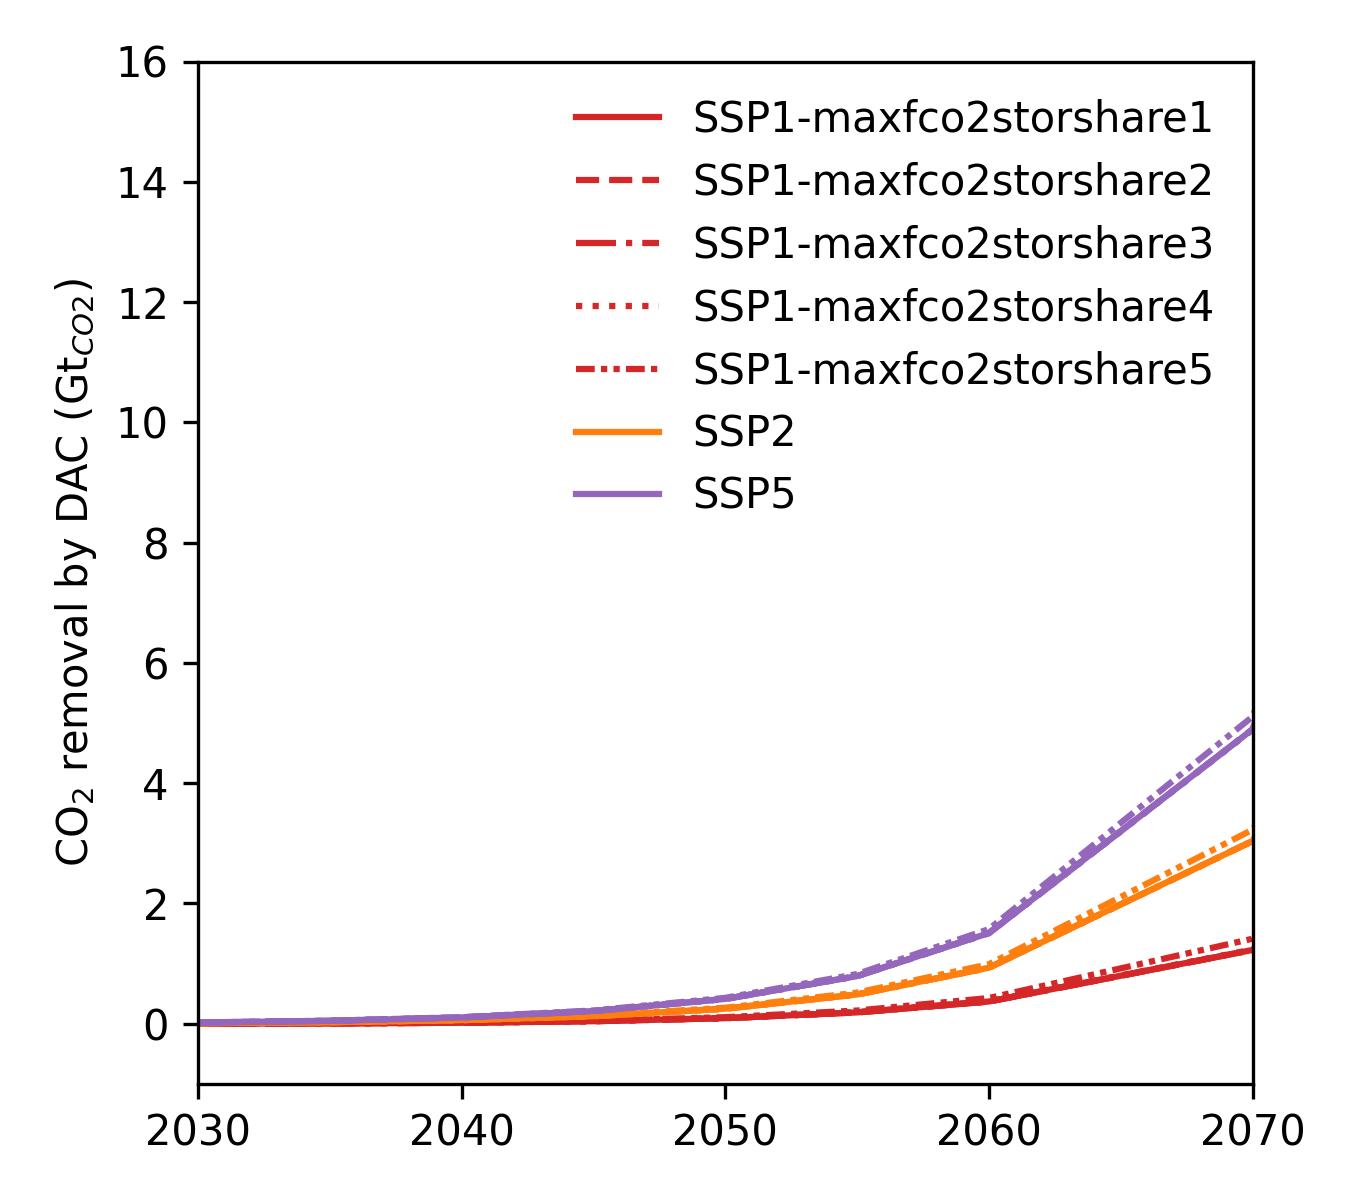 16
14
12
10
8
6
4
2
0
CO₂ removal by DAC (Gt_CO2)
SSP1-maxfco2storshare1
SSP1-maxfco2storshare2
SSP1-maxfco2storshare3
SSP1-maxfco2storshare4
SSP1-maxfco2storshare5
SSP2
SSP5
2030 2040 2050 2060 2070